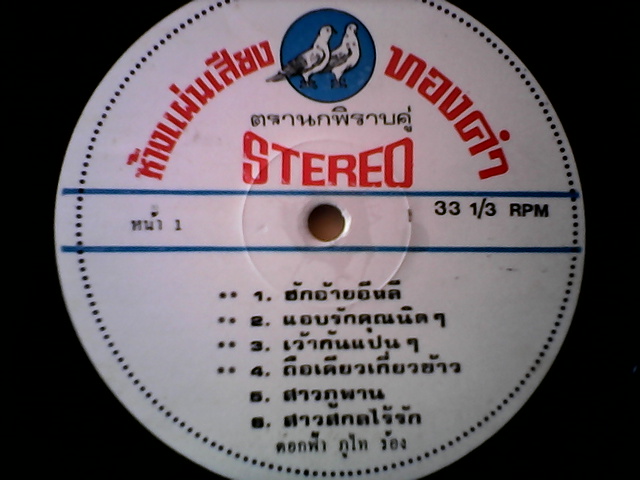 ห้างแผ่นเสียง ทองคำ
ตรานกพิราบคู่
STEREO
33 1/3 RPM
หน้า 1
•• 1. ฮักอ้ายอีหลี
•• 2. แอบรักคุณนิด ๆ
•• 3. เว้ากันแปน ๆ
•• 4. ถือเคียวเกี่ยวข้าว
5. สาวภูพาน
6. สาวสกลไร้รัก
ดอกฟ้า ภูไท ร้อง